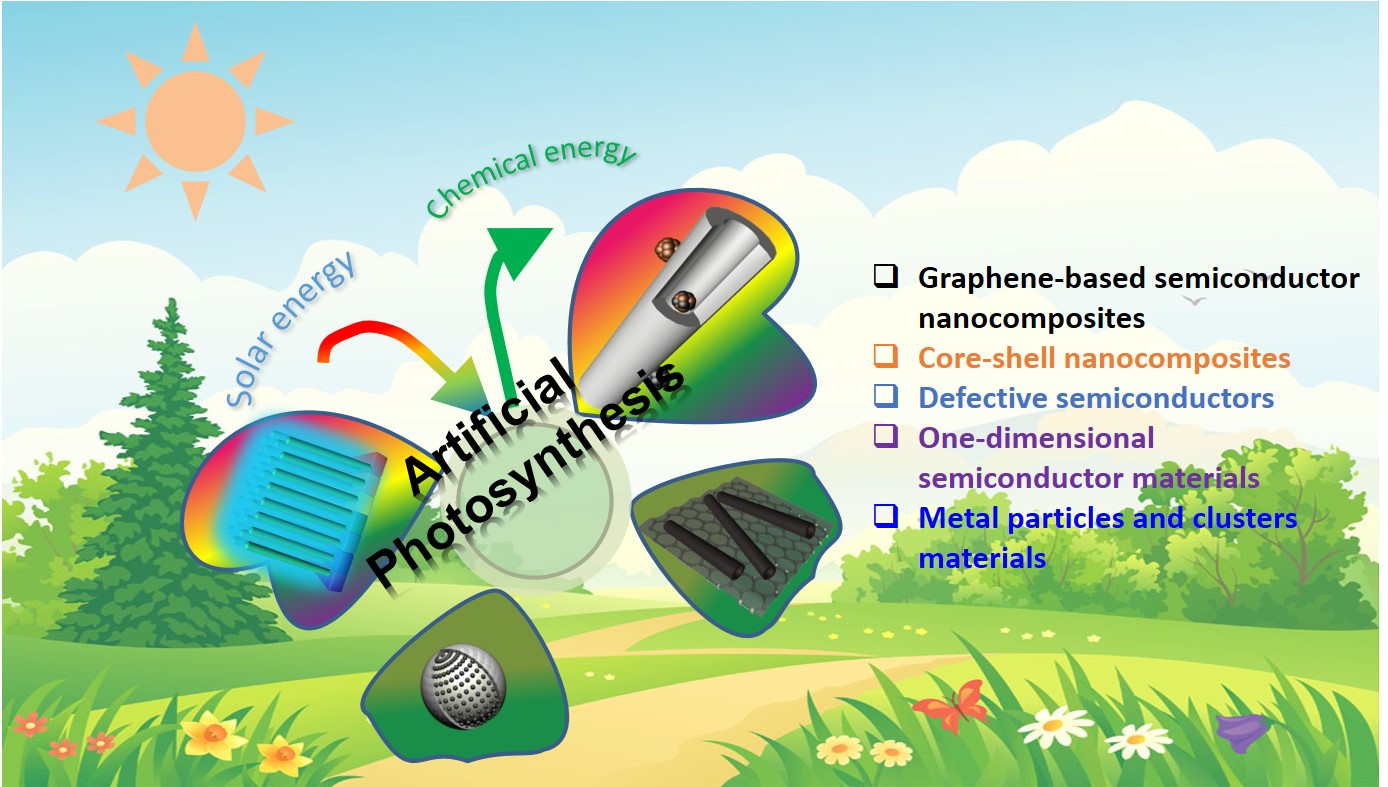 Chemical energy
Solar energy
Artificial
Photosynthesis
❑ Graphene-based semiconductor
nanocomposites
❑ Core-shell nanocomposites
❑ Defective semiconductors
❑ One-dimensional
semiconductor materials
❑ Metal particles and clusters
materials